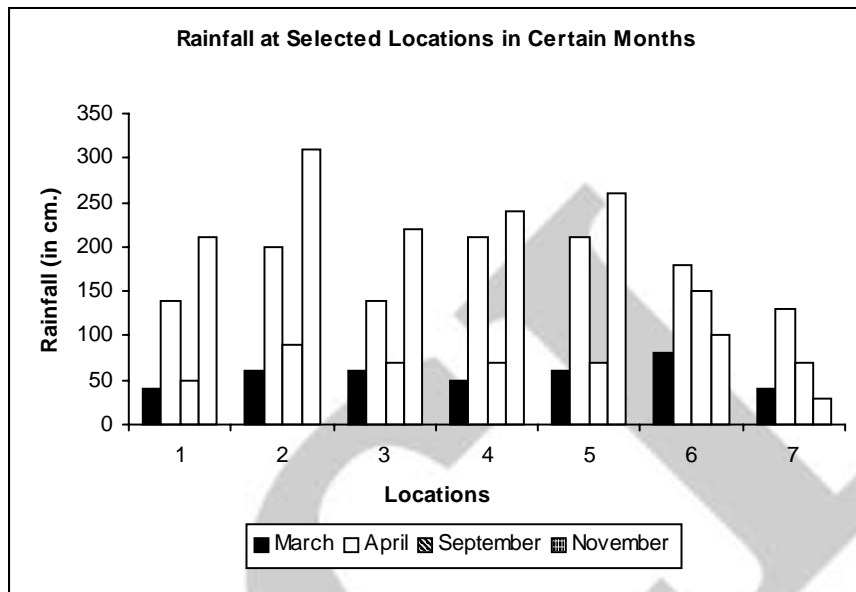 Rainfall at Selected Locations in Certain Months
Rainfall (in cm.)
350
300
250
200
150
100
50
0
1 2 3 4 5 6 7
Locations
March April September November